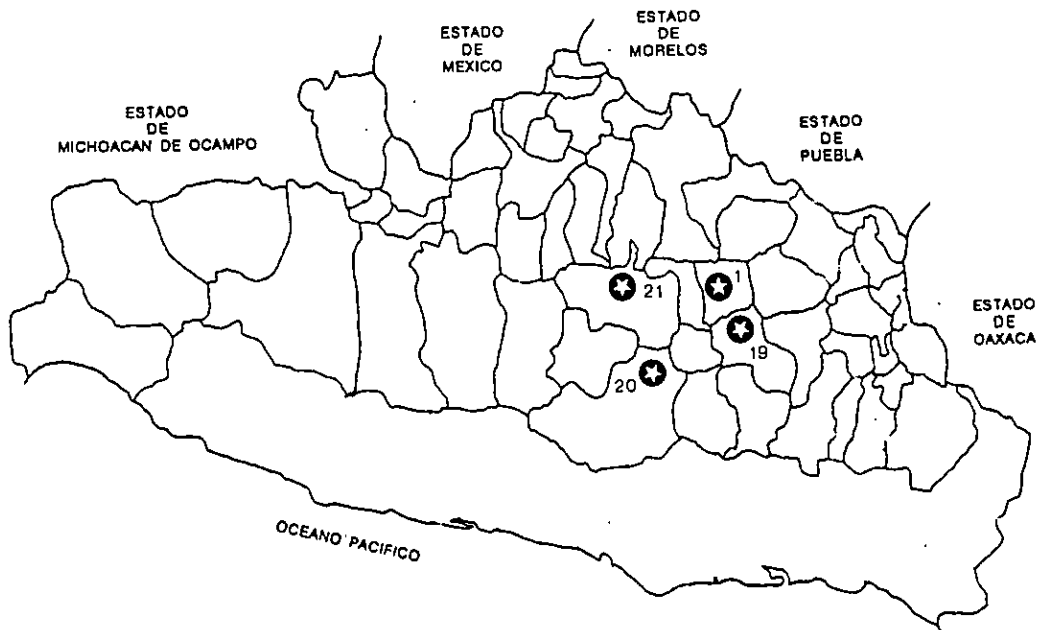 ESTADO
DE
MEXICO
ESTADO
DE
MORELOS
ESTADO
DE
MICHOACAN DE OCAMPO
ESTADO
DE
PUEBLA
21
1
19
20
ESTADO
DE
OAXACA
OCEANO PACIFICO